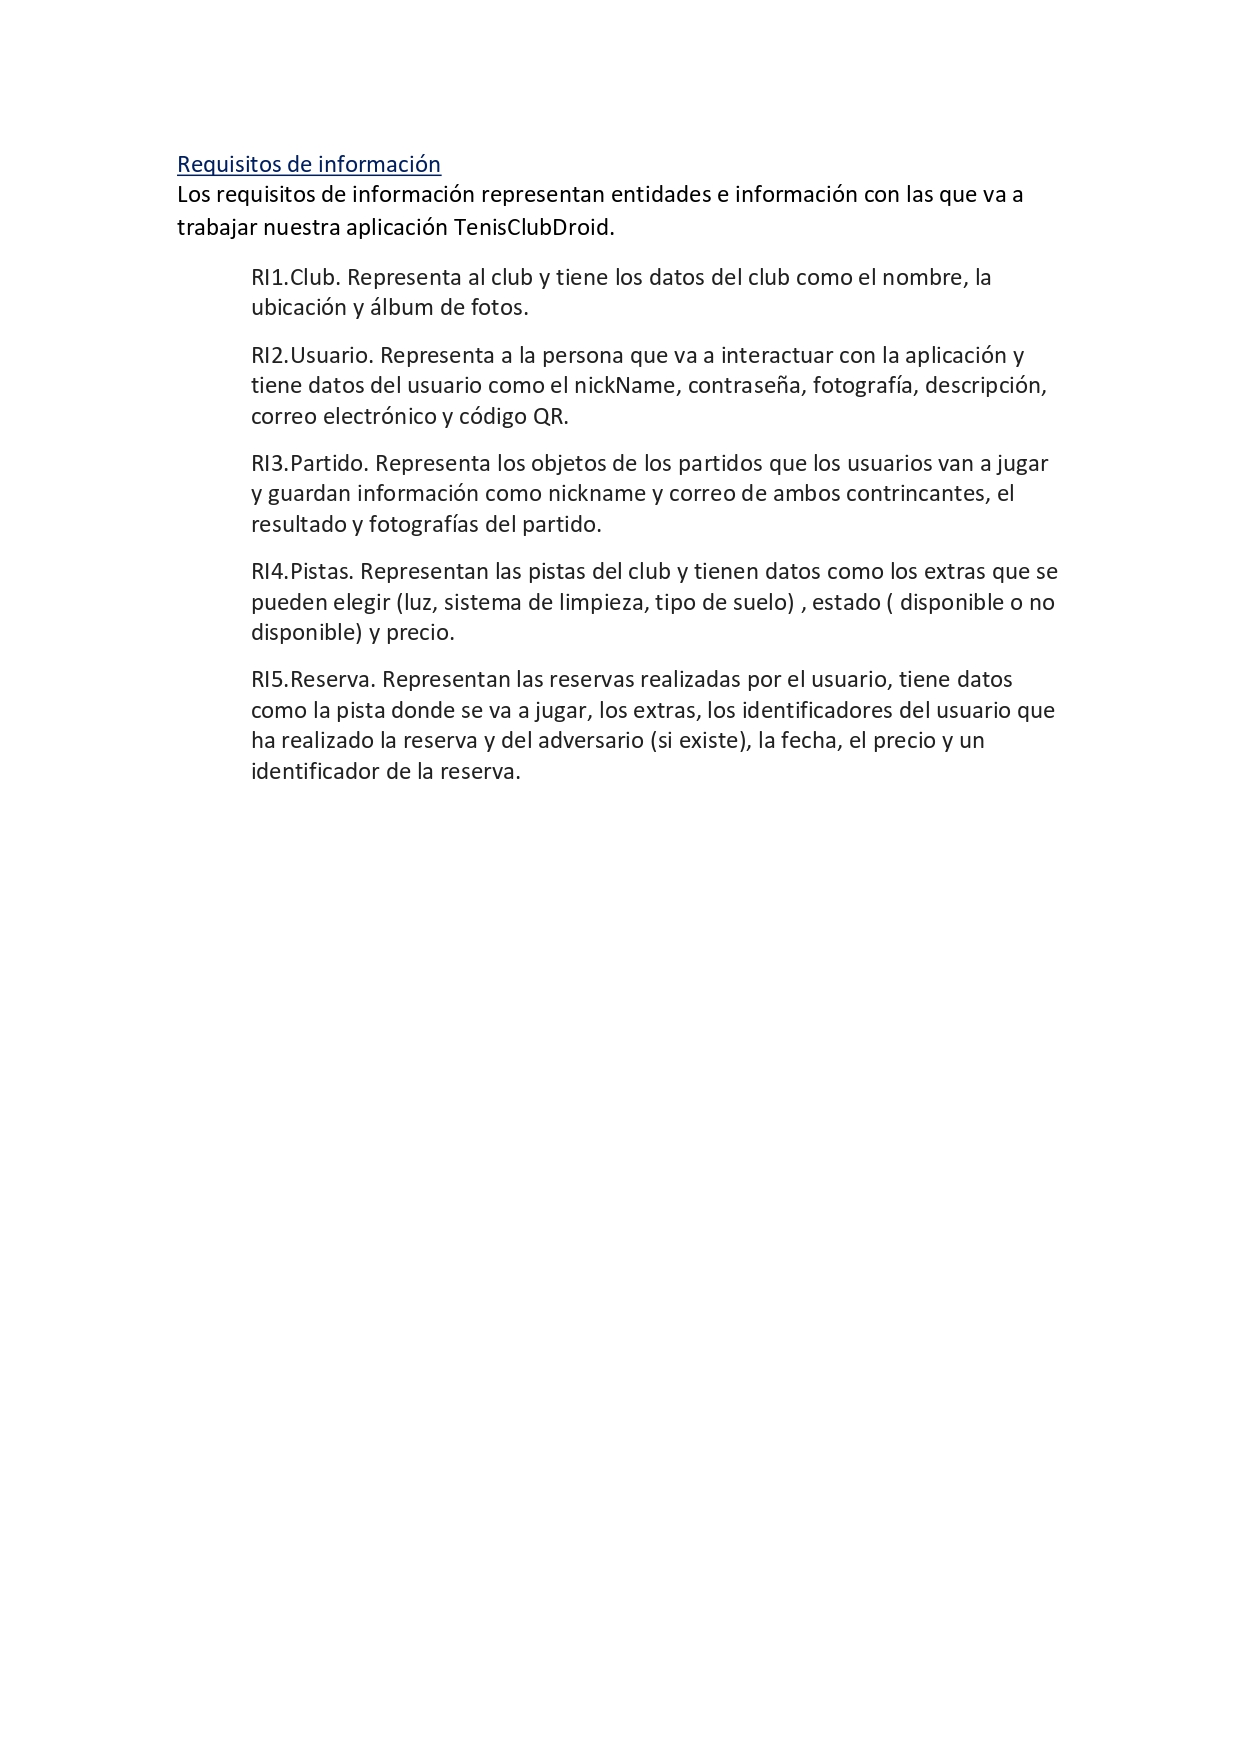 Requisitos de información
Los requisitos de información representan entidades e información con las que va a
trabajar nuestra aplicación TenisClubDroid.
RI1.Club. Representa al club y tiene los datos del club como el nombre, la
ubicación y álbum de fotos.
RI2.Usuario. Representa a la persona que va a interactuar con la aplicación y
tiene datos del usuario como el nickName, contraseña, fotografía, descripción,
correo electrónico y código QR.
RI3.Partido. Representa los objetos de los partidos que los usuarios van a jugar
y guardan información como nickname y correo de ambos contrincantes, el
resultado y fotografías del partido.
RI4.Pistas. Representan las pistas del club y tienen datos como los extras que se
pueden elegir (luz, sistema de limpieza, tipo de suelo) , estado ( disponible o no
disponible) y precio.
RI5.Reserva. Representan las reservas realizadas por el usuario, tiene datos
como la pista donde se va a jugar, los extras, los identificadores del usuario que
ha realizado la reserva y del adversario (si existe), la fecha, el precio y un
identificador de la reserva.